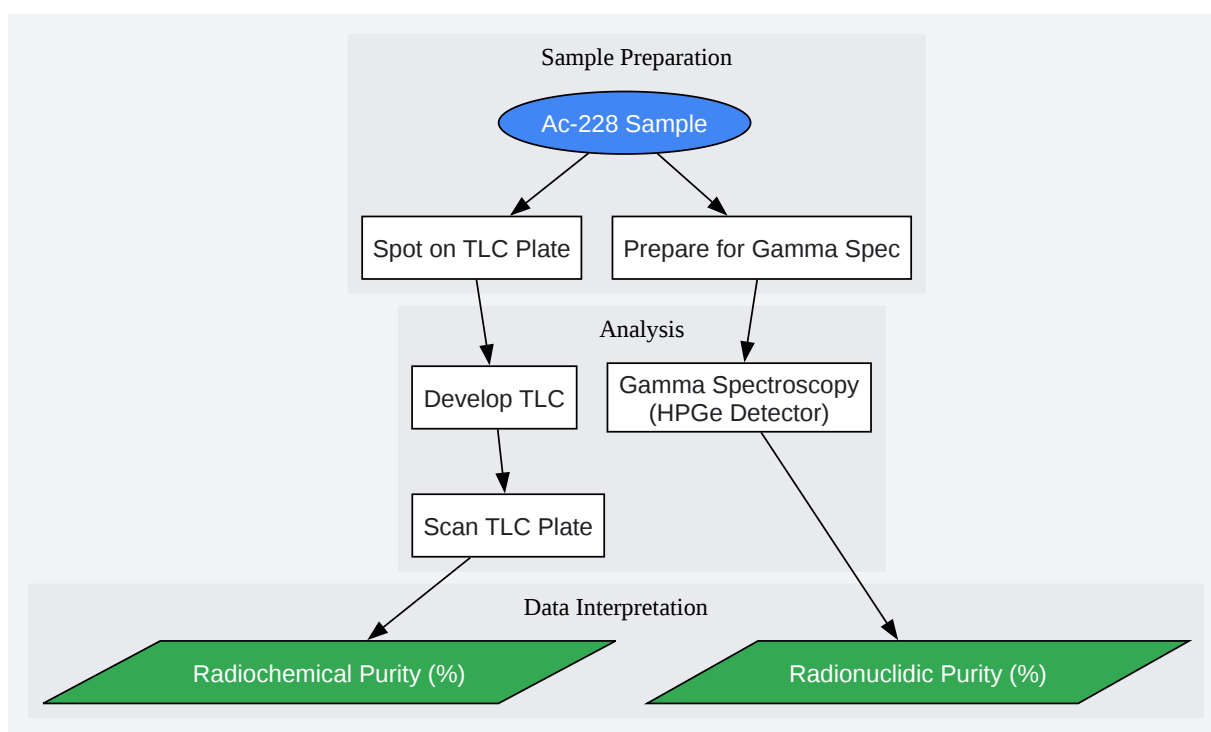 Sample Preparation
Ac-228 Sample
Spot on TLC Plate
Prepare for Gamma Spec
Analysis
Develop TLC
Gamma Spectroscopy
(HPGe Detector)
Scan TLC Plate
Data Interpretation
Radiochemical Purity (%)
Radionuclidic Purity (%)